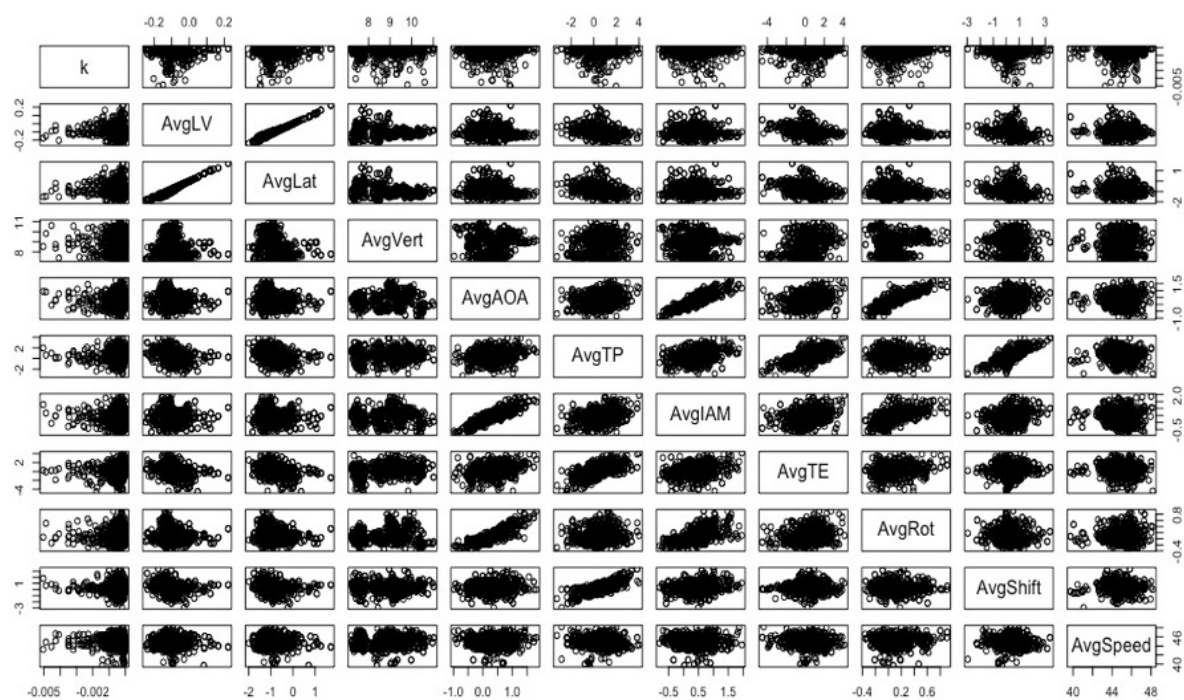 -0.2 0.0 0.2 8 9 10 -2 0 2 4 -4 0 2 4 -3 -1 1 3
k -0.005
0.2 -0.2 AvgLV
AvgLat 1 -2
11 8 AvgVert
AvgAOA 1.5 -1.0
2 -2 AvgTP
AvgIAM 2.0 -0.5
2 -4 AvgTE
AvgRot 0.8 -0.4
1 -3 AvgShift
AvgSpeed 46 40
-0.005 -0.002 -2 -1 0 1 -1.0 0.0 1.0 -0.5 0.5 1.5 -0.4 0.2 0.6 40 42 44 46 48